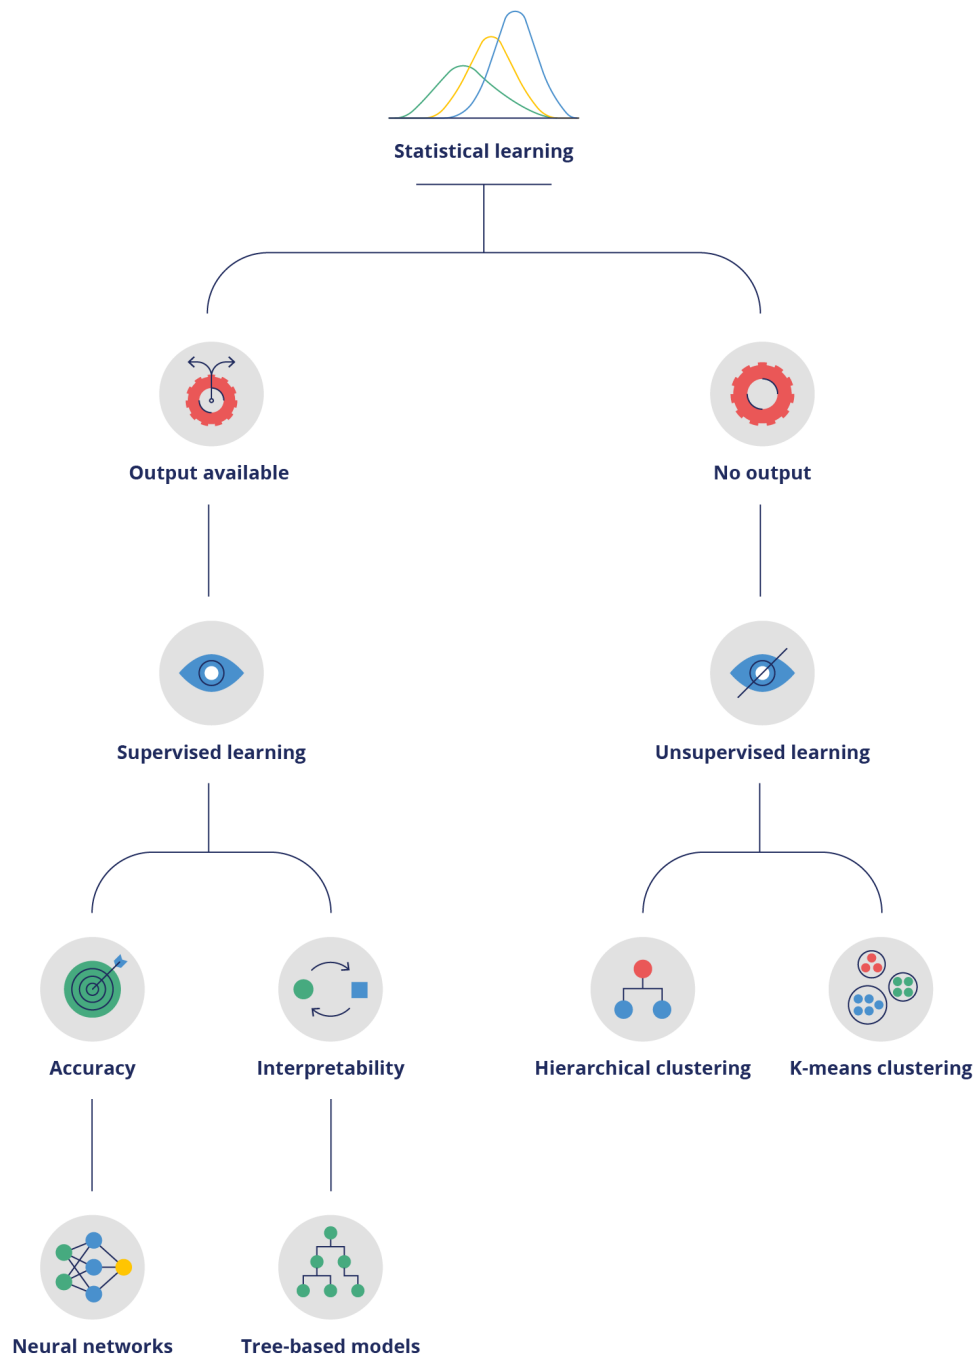 Statistical learning
Output available
No output
Supervised learning
Unsupervised learning
Accuracy
Interpretability
Hierarchical clustering
K-means clustering
Neural networks
Tree-based models